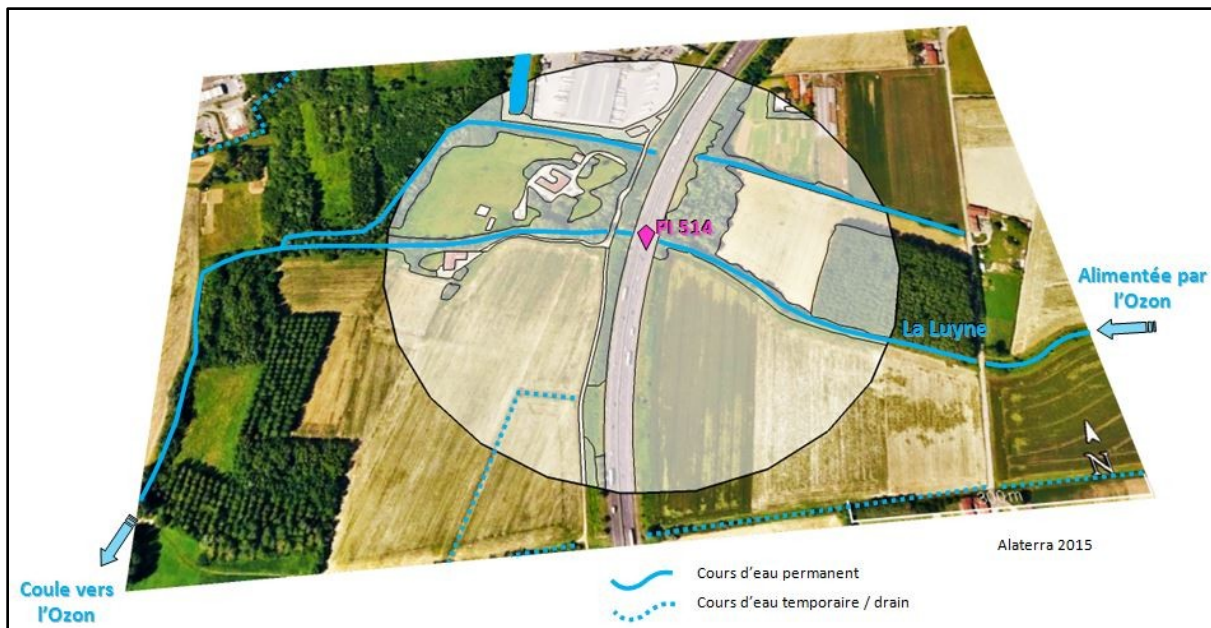 PI 514
Alimentée par
l'Ozon
La Luyne
N
300 m
Alaterra 2015
Coule vers
l'Ozon
Cours d'eau permanent
Cours d'eau temporaire / drain